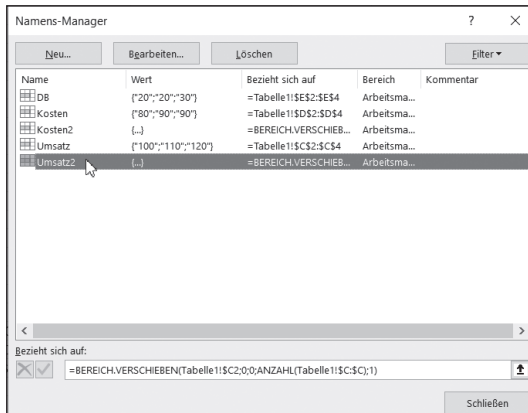 Namens-Manager
Neu... Bearbeiten... Löschen Filter
Name Wert Bezieht sich auf Bereich Kommentar
DB {"20";"20";"30"} =Tabelle1!$E$2:$E$4 Arbeitsma...
Kosten {"80";"90";"90"} =Tabelle1!$D$2:$D$4 Arbeitsma...
Kosten2 {...} =BEREICH.VERSCHIEB... Arbeitsma...
Umsatz {"100";"110";"120"} =Tabelle1!$C$2:$C$4 Arbeitsma...
Umsatz2 {...} =BEREICH.VERSCHIEB... Arbeitsma...
Bezieht sich auf:
=BEREICH.VERSCHIEBEN(Tabelle1!$C2;0;0;ANZAHL(Tabelle1!$C:$C);1)
Schließen